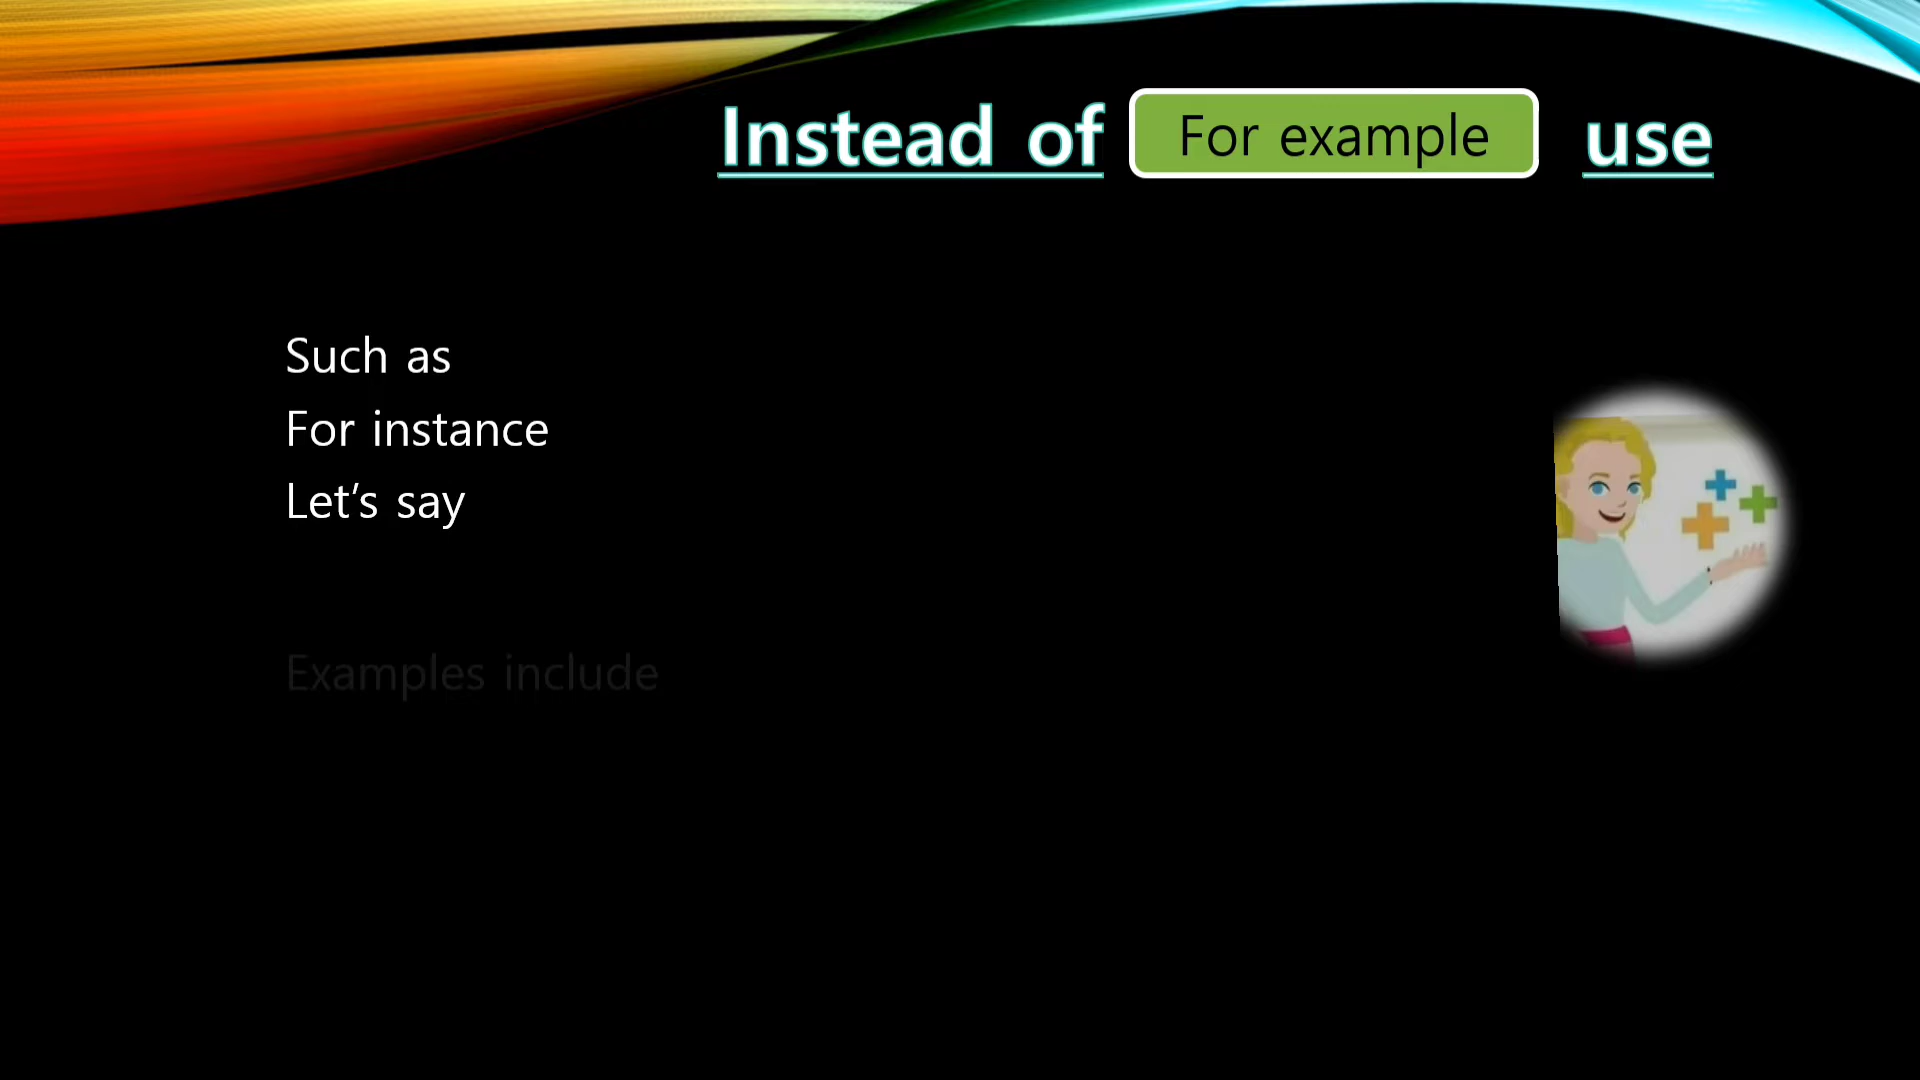 Instead of For example use
Such as
For instance
Let's say
Examples include